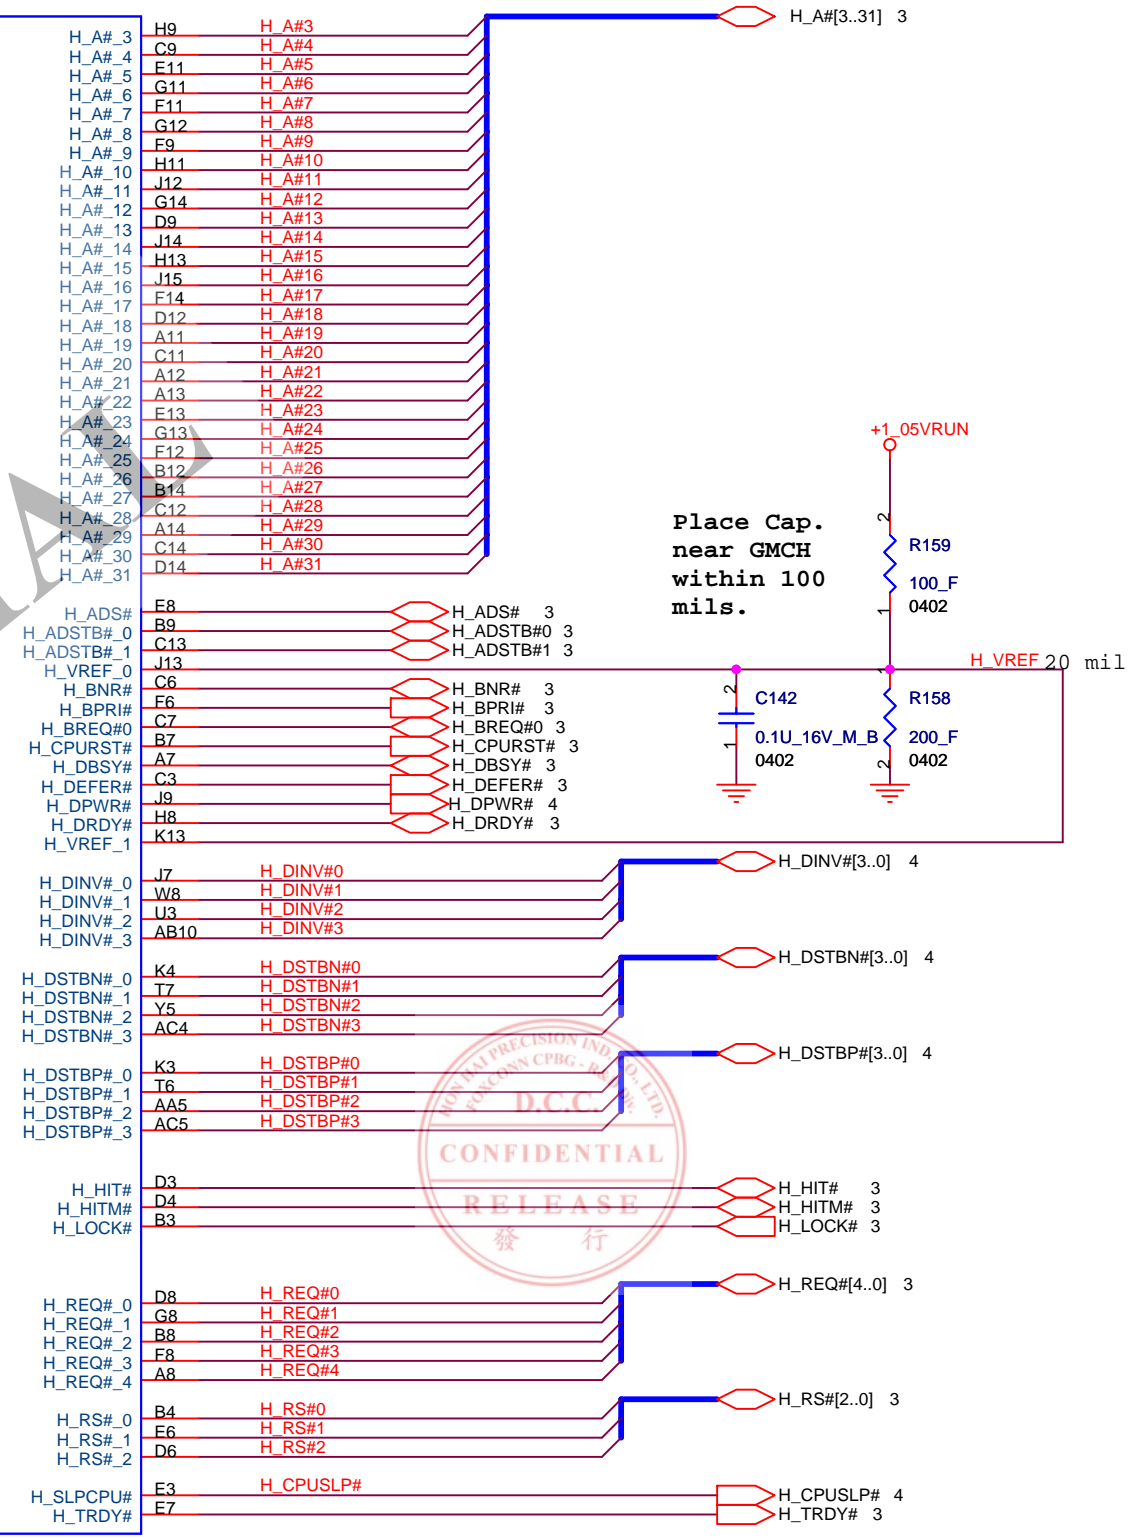 H_A#_3 H9 H_A#3 H_A#[3..31] 3
H_A#_4 C9 H_A#4
H_A#_5 E11 H_A#5
H_A#_6 G11 H_A#6
H_A#_7 F11 H_A#7
H_A#_8 G12 H_A#8
H_A#_9 F9 H_A#9
H_A#_10 H11 H_A#10
H_A#_11 J12 H_A#11
H_A#_12 G14 H_A#12
H_A#_13 D9 H_A#13
H_A#_14 J14 H_A#14
H_A#_15 H13 H_A#15
H_A#_16 J15 H_A#16
H_A#_17 F14 H_A#17
H_A#_18 D12 H_A#18
H_A#_19 A11 H_A#19
H_A#_20 C11 H_A#20
H_A#_21 A12 H_A#21
H_A#_22 A13 H_A#22
H_A#_23 E13 H_A#23
H_A#_24 G13 H_A#24
H_A#_25 F12 H_A#25
H_A#_26 B12 H_A#26
H_A#_27 B14 H_A#27
H_A#_28 C12 H_A#28
H_A#_29 A14 H_A#29
H_A#_30 C14 H_A#30
H_A#_31 D14 H_A#31
+1_05VRUN
Place Cap.
near GMCH
within 100
mils.
2
R159
100_F
0402
1
H_ADS# E8 H_ADS# 3
H_ADSTB#_0 B9 H_ADSTB#0 3
H_ADSTB#_1 C13 H_ADSTB#1 3
H_VREF_0 J13 H_VREF 20 mil
H_BNR# C6 H_BNR# 3
H_BPRI# F6 H_BPRI# 3
H_BREQ#0 C7 H_BREQ#0 3
H_CPURST# B7 H_CPURST# 3
H_DBSY# A7 H_DBSY# 3
H_DEFER# C3 H_DEFER# 3
H_DPWR# J9 H_DPWR# 4
H_DRDY# H8 H_DRDY# 3
H_VREF_1 K13
2
C142
0.1U_16V_M_B
0402
1
1
R158
200_F
0402
2
H_DINV#[3..0] 4
H_DINV#_0 J7 H_DINV#0
H_DINV#_1 W8 H_DINV#1
H_DINV#_2 U3 H_DINV#2
H_DINV#_3 AB10 H_DINV#3
H_DSTBN#[3..0] 4
H_DSTBN#_0 K4 H_DSTBN#0
H_DSTBN#_1 T7 H_DSTBN#1
H_DSTBN#_2 Y5 H_DSTBN#2
H_DSTBN#_3 AC4 H_DSTBN#3
H_DSTBP#[3..0] 4
H_DSTBP#_0 K3 H_DSTBP#0
H_DSTBP#_1 T6 H_DSTBP#1
H_DSTBP#_2 AA5 H_DSTBP#2
H_DSTBP#_3 AC5 H_DSTBP#3
HON HAI PRECISION IND. CO., LTD.
FOXCONN CPBG - R&D Div.
D.C.C.
CONFIDENTIAL
RELEASE
發 行
H_HIT# D3 H_HIT# 3
H_HITM# D4 H_HITM# 3
H_LOCK# B3 H_LOCK# 3
H_REQ#[4..0] 3
H_REQ#_0 D8 H_REQ#0
H_REQ#_1 G8 H_REQ#1
H_REQ#_2 B8 H_REQ#2
H_REQ#_3 F8 H_REQ#3
H_REQ#_4 A8 H_REQ#4
H_RS#[2..0] 3
H_RS#_0 B4 H_RS#0
H_RS#_1 E6 H_RS#1
H_RS#_2 D6 H_RS#2
H_SLPCPU# E3 H_CPUSLP# H_CPUSLP# 4
H_TRDY# E7 H_TRDY# 3